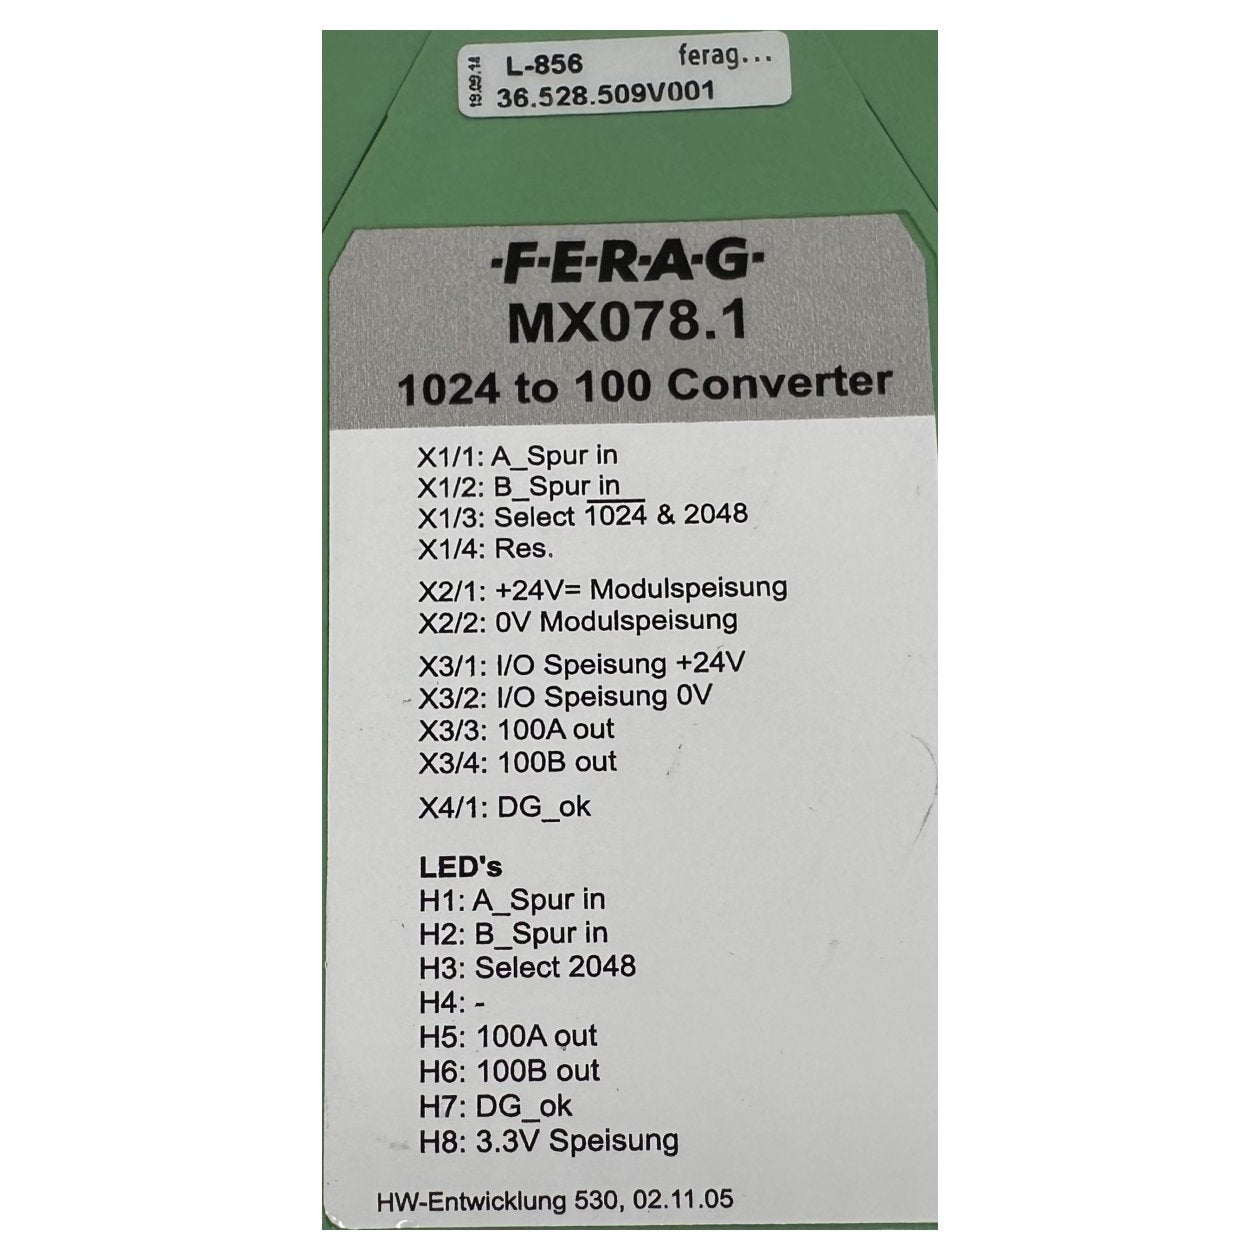 19.09.14
L-856 ferag...
36.528.509V001
·F·E·R·A·G·
MX078.1
1024 to 100 Converter
X1/1: A_Spur in
X1/2: B_Spur in
X1/3: Select 1024 & 2048
X1/4: Res.
X2/1: +24V= Modulspeisung
X2/2: 0V Modulspeisung
X3/1: I/O Speisung +24V
X3/2: I/O Speisung 0V
X3/3: 100A out
X3/4: 100B out
X4/1: DG_ok
LED's
H1: A_Spur in
H2: B_Spur in
H3: Select 2048
H4: -
H5: 100A out
H6: 100B out
H7: DG_ok
H8: 3.3V Speisung
HW-Entwicklung 530, 02.11.05